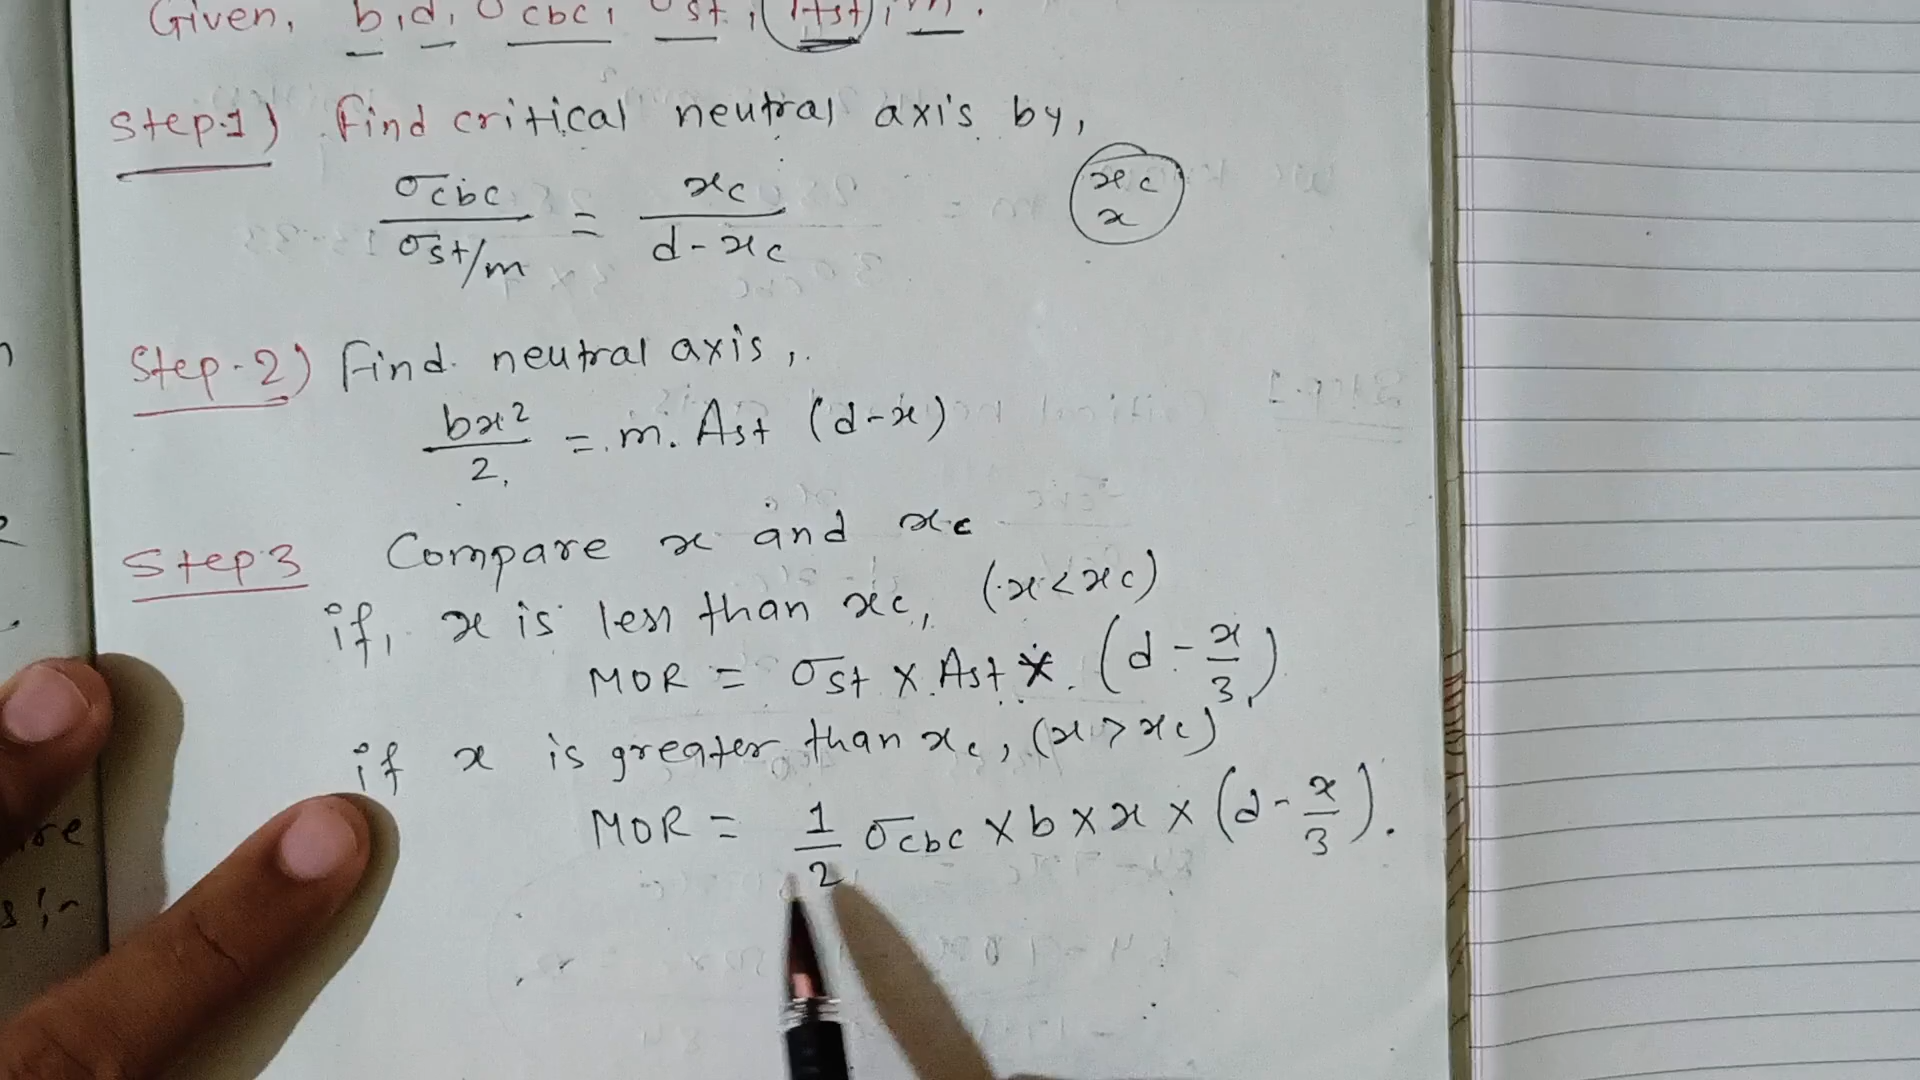 Given, b, d, σcbc, σst, Ast, m.
Step.1) Find critical neutral axis by,
σcbc / σst/m = xc / d-xc
xc
x
Step-2) Find neutral axis,
bx² / 2 = m. Ast (d-x)
Step3 Compare x and xc
if, x is less than xc, (x<xc)
MOR = σst x Ast x (d - x/3)
if x is greater than xc, (x>xc)
MOR = 1/2 σcbc x b x x x (d - x/3).